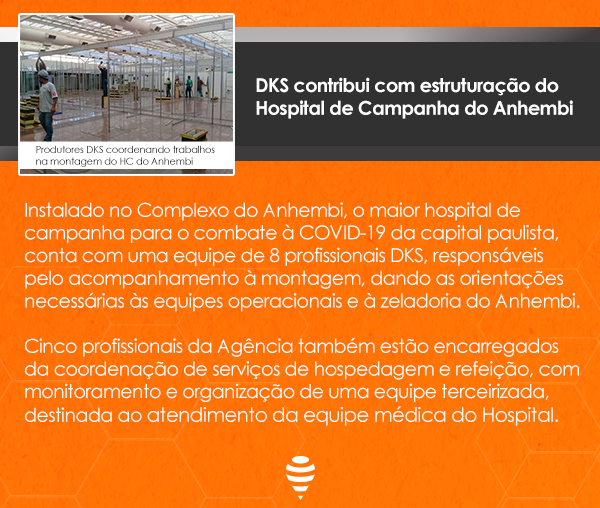 DKS contribui com estruturação do
Hospital de Campanha do Anhembi
Produtores DKS coordenando trabalhos
na montagem do HC do Anhembi
Instalado no Complexo do Anhembi, o maior hospital de
campanha para o combate à COVID-19 da capital paulista,
conta com uma equipe de 8 profissionais DKS, responsáveis
pelo acompanhamento à montagem, dando as orientações
necessárias às equipes operacionais e à zeladoria do Anhembi.
Cinco profissionais da Agência também estão encarregados
da coordenação de serviços de hospedagem e refeição, com
monitoramento e organização de uma equipe terceirizada,
destinada ao atendimento da equipe médica do Hospital.